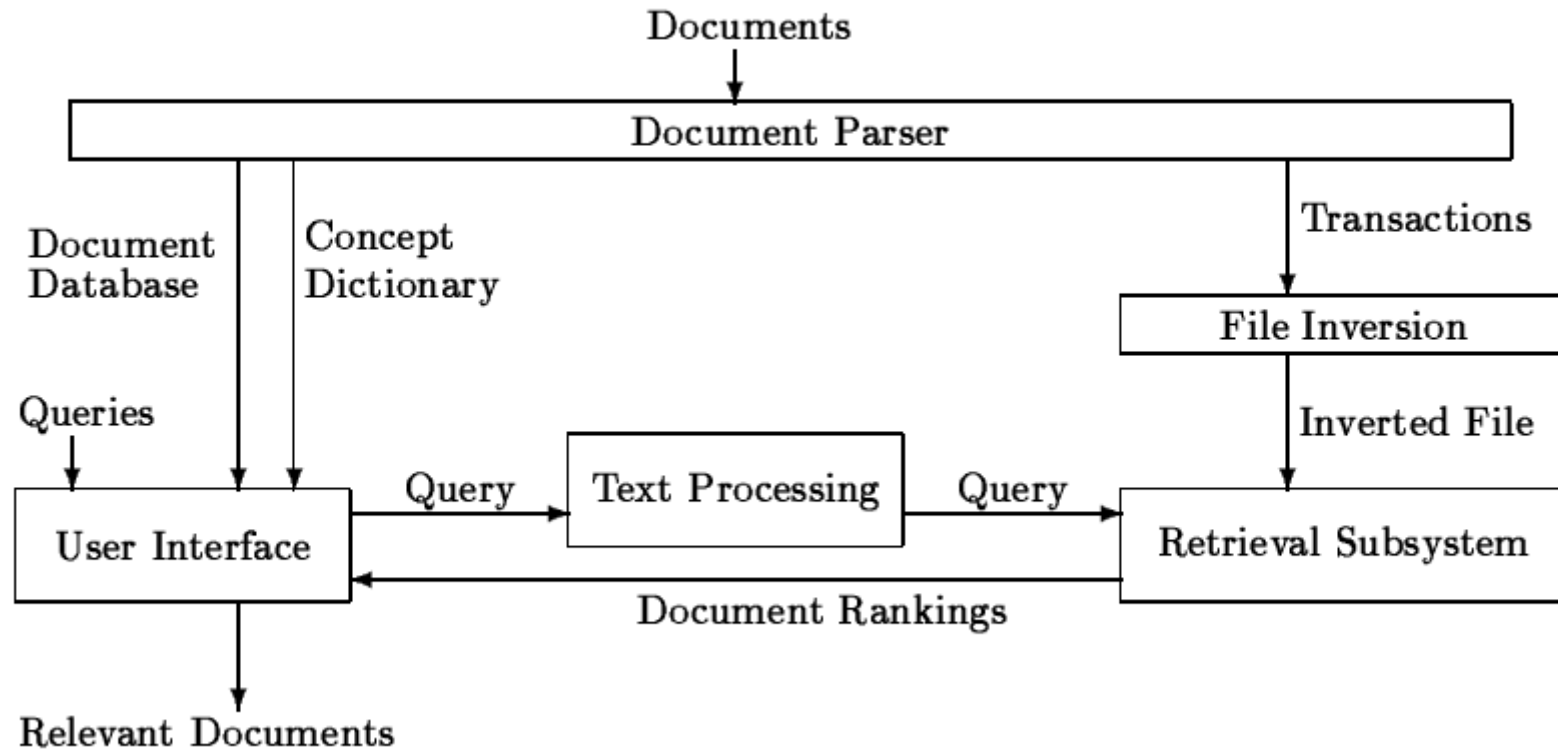 Documents
Document Parser
Document
Database
Concept
Dictionary
Transactions
File Inversion
Queries
Inverted File
Query
Text Processing
Query
User Interface
Retrieval Subsystem
Document Rankings
Relevant Documents